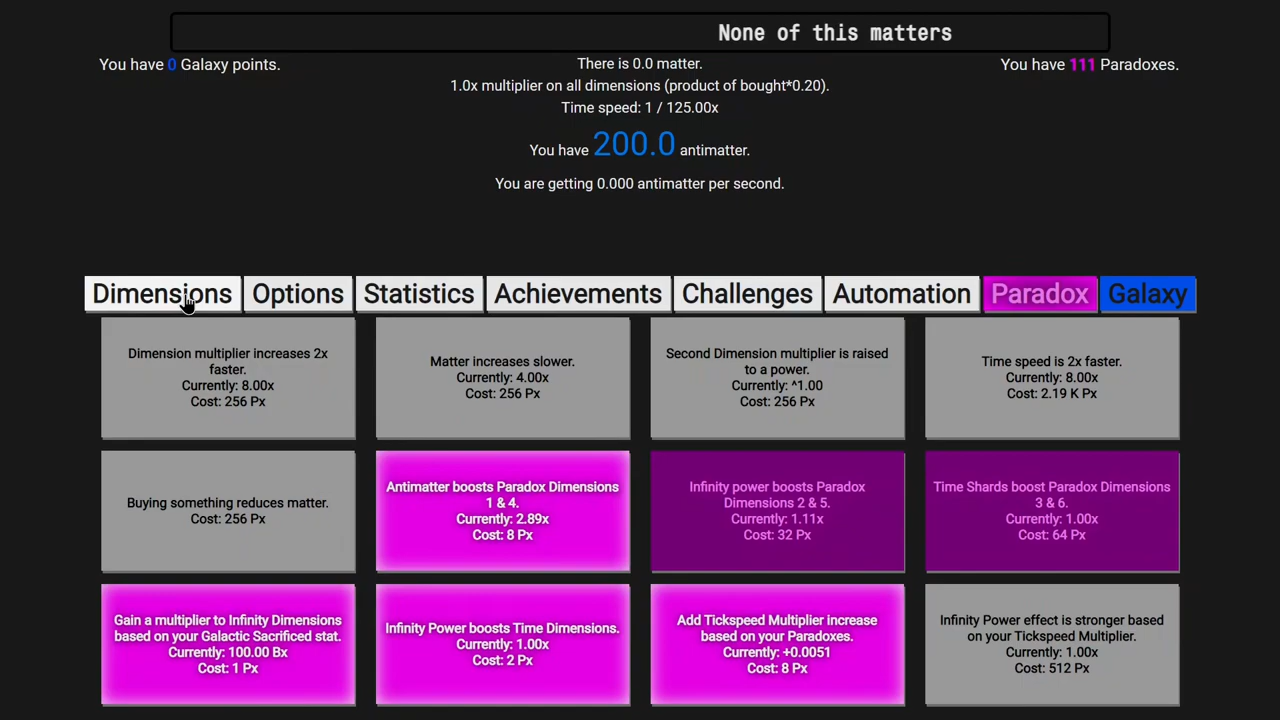 None of this matters
You have 0 Galaxy points.
There is 0.0 matter.
You have 111 Paradoxes.
1.0x multiplier on all dimensions (product of bought*0.20).
Time speed: 1 / 125.00x
You have 200.0 antimatter.
You are getting 0.000 antimatter per second.
Dimensions Options Statistics Achievements Challenges Automation Paradox Galaxy
Dimension multiplier increases 2x
faster.
Currently: 8.00x
Cost: 256 Px
Matter increases slower.
Currently: 4.00x
Cost: 256 Px
Second Dimension multiplier is raised
to a power.
Currently: ^1.00
Cost: 256 Px
Time speed is 2x faster.
Currently: 8.00x
Cost: 2.19 K Px
Buying something reduces matter.
Cost: 256 Px
Antimatter boosts Paradox Dimensions
1 & 4.
Currently: 2.89x
Cost: 8 Px
Infinity power boosts Paradox
Dimensions 2 & 5.
Currently: 1.11x
Cost: 32 Px
Time Shards boost Paradox Dimensions
3 & 6.
Currently: 1.00x
Cost: 64 Px
Gain a multiplier to Infinity Dimensions
based on your Galactic Sacrificed stat.
Currently: 100.00 Bx
Cost: 1 Px
Infinity Power boosts Time Dimensions.
Currently: 1.00x
Cost: 2 Px
Add Tickspeed Multiplier increase
based on your Paradoxes.
Currently: +0.0051
Cost: 8 Px
Infinity Power effect is stronger based
on your Tickspeed Multiplier.
Currently: 1.00x
Cost: 512 Px